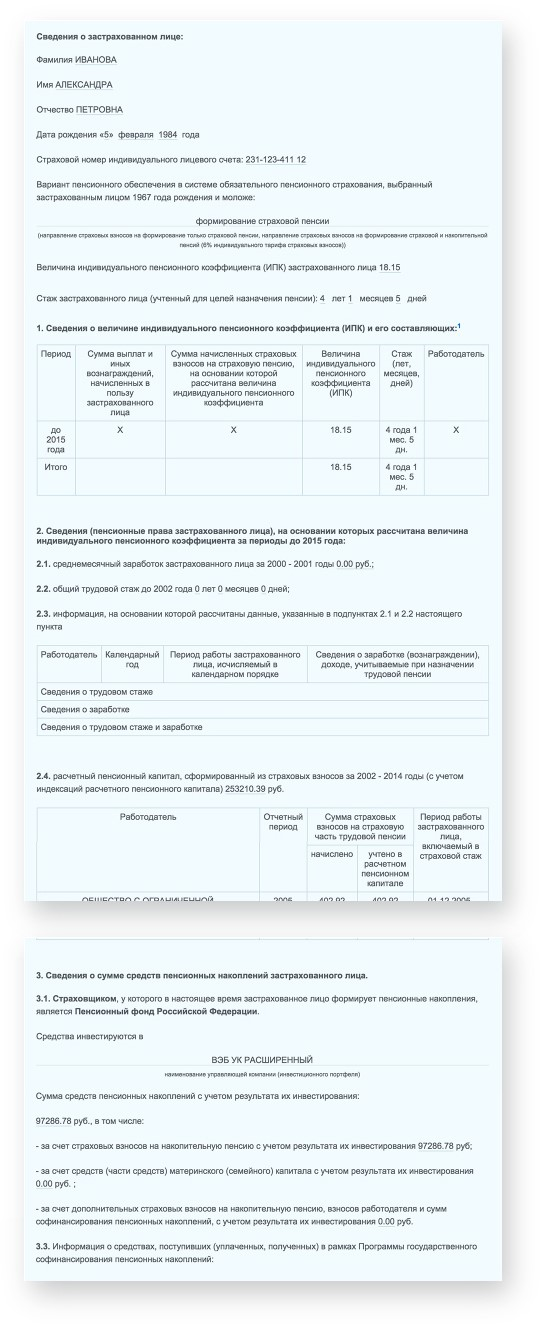 Сведения о застрахованном лице:
Фамилия ИВАНОВА
Имя АЛЕКСАНДРА
Отчество ПЕТРОВНА
Дата рождения «5» февраля 1984 года
Страховой номер индивидуального лицевого счета: 231-123-411 12
Вариант пенсионного обеспечения в системе обязательного пенсионного страхования, выбранный
застрахованным лицом 1967 года рождения и моложе:
формирование страховой пенсии
(направление страховых взносов на формирование только страховой пенсии, направление страховых взносов на формирование страховой и накопительной
пенсий (6% индивидуального тарифа страховых взносов))
Величина индивидуального пенсионного коэффициента (ИПК) застрахованного лица 18.15
Стаж застрахованного лица (учтенный для целей назначения пенсии): 4 лет 1 месяцев 5 дней
1. Сведения о величине индивидуального пенсионного коэффициента (ИПК) и его составляющих:1
Период
Сумма выплат и
иных
вознаграждений,
начисленных в
пользу
застрахованного
лица
Сумма начисленных страховых
взносов на страховую пенсию,
на основании которой
рассчитана величина
индивидуального пенсионного
коэффициента
Величина
индивидуального
пенсионного
коэффициента
(ИПК)
Стаж
(лет,
месяцев,
дней)
Работодатель
до
2015
года
X
X
18.15
4 года 1
мес. 5
дн.
X
Итого
18.15
4 года 1
мес. 5
дн.
2. Сведения (пенсионные права застрахованного лица), на основании которых рассчитана величина
индивидуального пенсионного коэффициента за периоды до 2015 года:
2.1. среднемесячный заработок застрахованного лица за 2000 - 2001 годы 0.00 руб.;
2.2. общий трудовой стаж до 2002 года 0 лет 0 месяцев 0 дней;
2.3. информация, на основании которой рассчитаны данные, указанные в подпунктах 2.1 и 2.2 настоящего
пункта
Работодатель
Календарный
год
Период работы застрахованного
лица, исчисляемый в
календарном порядке
Сведения о заработке (вознаграждении),
доходе, учитываемые при назначении
трудовой пенсии
Сведения о трудовом стаже
Сведения о заработке
Сведения о трудовом стаже и заработке
2.4. расчетный пенсионный капитал, сформированный из страховых взносов за 2002 - 2014 годы (с учетом
индексаций расчетного пенсионного капитала) 253210.39 руб.
Работодатель
Отчетный
период
Сумма страховых
взносов на страховую
часть трудовой пенсии
начислено
учтено в
расчетном
пенсионном
капитале
Период работы
застрахованного
лица,
включаемый в
страховой стаж
ОБЩЕСТВО С ОГРАНИЧЕННОЙ
2005
402.92
402.92
01.12.2005
3. Сведения о сумме средств пенсионных накоплений застрахованного лица.
3.1. Страховщиком, у которого в настоящее время застрахованное лицо формирует пенсионные накопления,
является Пенсионный фонд Российской Федерации.
Средства инвестируются в
ВЭБ УК РАСШИРЕННЫЙ
наименование управляющей компании (инвестиционного портфеля)
Сумма средств пенсионных накоплений с учетом результата их инвестирования:
97286.78 руб., в том числе:
- за счет страховых взносов на накопительную пенсию с учетом результата их инвестирования 97286.78 руб;
- за счет средств (части средств) материнского (семейного) капитала с учетом результата их инвестирования
0.00 руб. ;
- за счет дополнительных страховых взносов на накопительную пенсию, взносов работодателя и сумм
софинансирования пенсионных накоплений, с учетом результата их инвестирования 0.00 руб.
3.3. Информация о средствах, поступивших (уплаченных, полученных) в рамках Программы государственного
софинансирования пенсионных накоплений: